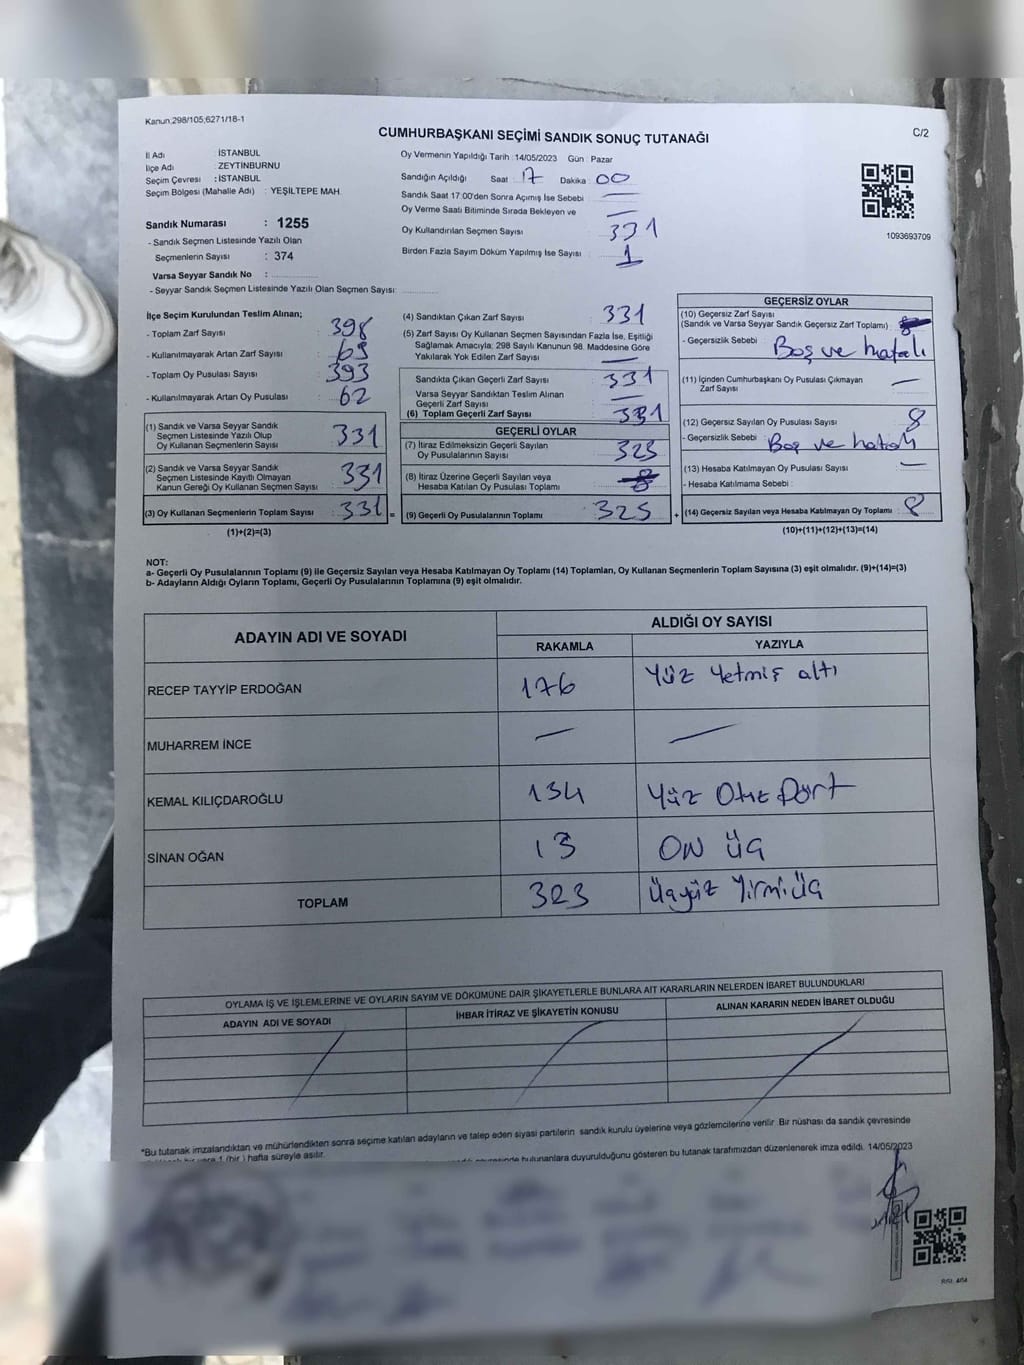 Kanun,298/105,6271/18-1
CUMHURBAŞKANI SEÇİMİ SANDIK SONUÇ TUTANAĞI
C/2
İl Adı : İSTANBUL
İlçe Adı : ZEYTİNBURNU
Seçim Çevresi : İSTANBUL
Seçim Bölgesi (Mahalle Adı) : YEŞİLTEPE MAH.
Sandık Numarası : 1255
- Sandık Seçmen Listesinde Yazılı Olan
Seçmenlerin Sayısı : 374
Varsa Seyyar Sandık No :
- Seyyar Sandık Seçmen Listesinde Yazılı Olan Seçmen Sayısı:
Oy Vermenin Yapıldığı Tarih : 14/05/2023 Gün : Pazar
Sandığın Açıldığı Saat : 17 Dakika : 00
Sandık Saat 17.00'den Sonra Açımış İse Sebebi —
Oy Verme Saati Bitiminde Sırada Bekleyen ve —
Oy Kullandırılan Seçmen Sayısı 331
Birden Fazla Sayım Döküm Yapılmış İse Sayısı 1
1093693709
İlçe Seçim Kurulundan Teslim Alınan;
- Toplam Zarf Sayısı : 398
- Kullanılmayarak Artan Zarf Sayısı :
- Toplam Oy Pusulası Sayısı : 393
- Kullanılmayarak Artan Oy Pusulası : 62
(1) Sandık ve Varsa Seyyar Sandık
Seçmen Listesinde Yazılı Olup
Oy Kullanan Seçmenlerin Sayısı : 331
(2) Sandık ve Varsa Seyyar Sandık
Seçmen Listesinde Kayıtlı Olmayan
Kanun Gereği Oy Kullanan Seçmen Sayısı : 331
(3) Oy Kullanan Seçmenlerin Toplam Sayısı : 331 =
(1)+(2)=(3)
(4) Sandıktan Çıkan Zarf Sayısı : 331
(5) Zarf Sayısı Oy Kullanan Seçmen Sayısından Fazla İse, Eşitliği
Sağlamak Amacıyla; 298 Sayılı Kanunun 98. Maddesine Göre
Yakılarak Yok Edilen Zarf Sayısı : —
Sandıkta Çıkan Geçerli Zarf Sayısı : 331
Varsa Seyyar Sandıktan Teslim Alınan
Geçerli Zarf Sayısı : —
(6) Toplam Geçerli Zarf Sayısı : 331
GEÇERLİ OYLAR
(7) İtiraz Edilmeksizin Geçerli Sayılan
Oy Pusulalarının Sayısı : 323
(8) İtiraz Üzerine Geçerli Sayılan veya
Hesaba Katılan Oy Pusulası Toplamı :
(9) Geçerli Oy Pusulalarının Toplamı : 323 +
GEÇERSİZ OYLAR
(10) Geçersiz Zarf Sayısı
(Sandık ve Varsa Seyyar Sandık Geçersiz Zarf Toplamı) :
- Geçersizlik Sebebi : Boş ve hatalı
(11) İçinden Cumhurbaşkanı Oy Pusulası Çıkmayan
Zarf Sayısı : —
(12) Geçersiz Sayılan Oy Pusulası Sayısı : 8
- Geçersizlik Sebebi : Boş ve hatalı
(13) Hesaba Katılmayan Oy Pusulası Sayısı : —
- Hesaba Katılmama Sebebi :
(14) Geçersiz Sayılan veya Hesaba Katılmayan Oy Toplamı : 8
(10)+(11)+(12)+(13)=(14)
NOT:
a- Geçerli Oy Pusulalarının Toplamı (9) ile Geçersiz Sayılan veya Hesaba Katılmayan Oy Toplamı (14) Toplamları, Oy Kullanan Seçmenlerin Toplam Sayısına (3) eşit olmalıdır. (9)+(14)=(3)
b- Adayların Aldığı Oyların Toplamı, Geçerli Oy Pusulalarının Toplamına (9) eşit olmalıdır.
ADAYIN ADI VE SOYADI
ALDIĞI OY SAYISI
RAKAMLA YAZIYLA
RECEP TAYYİP ERDOĞAN 176 Yüz Yetmiş altı
MUHARREM İNCE — —
KEMAL KILIÇDAROĞLU 134 Yüz Otuz Dört
SİNAN OĞAN 13 ON üç
TOPLAM 323 Üçyüz Yirmi Üç
OYLAMA İŞ VE İŞLEMLERİNE VE OYLARIN SAYIM VE DÖKÜMÜNE DAİR ŞİKAYETLERLE BUNLARA AİT KARARLARIN NELERDEN İBARET BULUNDUKLARI
ADAYIN ADI VE SOYADI İHBAR İTİRAZ VE ŞİKAYETİN KONUSU ALINAN KARARIN NEDEN İBARET OLDUĞU
*Bu tutanak imzalandıktan ve mühürlendikten sonra seçime katılan adayların ve talep eden siyasi partilerin sandık kurulu üyelerine veya gözlemcilerine verilir. Bir nüshası da sandık çevresinde
1 (bir ) hafta süreyle asılır. bulunanlara duyurulduğunu gösteren bu tutanak tarafımızdan düzenlenerek imza edildi. 14/05/2023